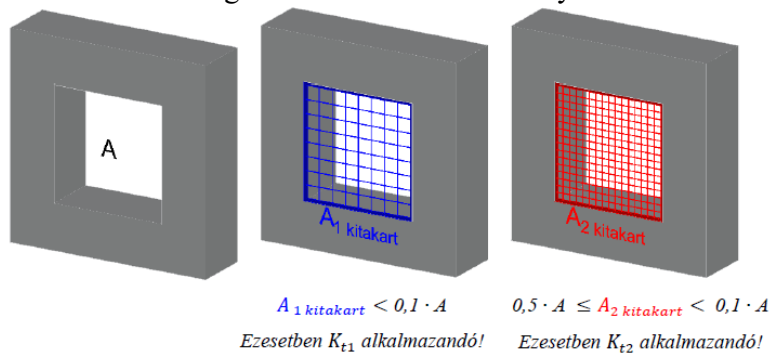 A
A1 kitakart
A2 kitakart
A 1 kitakart < 0,1 · A
0,5 · A ≤ A2 kitakart < 0,1 · A
Ezesetben Kt1 alkalmazandó!
Ezesetben Kt2 alkalmazandó!